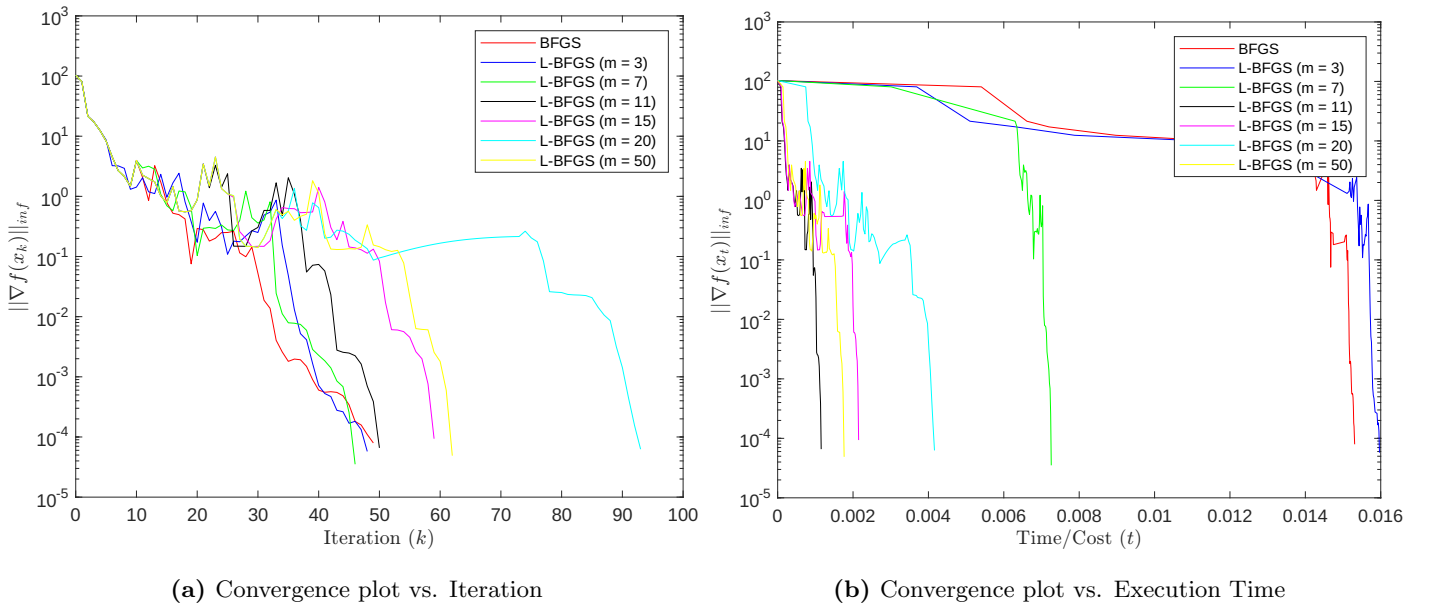 10^3
10^2
10^1
10^0
10^-1
10^-2
10^-3
10^-4
10^-5
||∇f(x_k)||_inf
BFGS
L-BFGS (m = 3)
L-BFGS (m = 7)
L-BFGS (m = 11)
L-BFGS (m = 15)
L-BFGS (m = 20)
L-BFGS (m = 50)
0 10 20 30 40 50 60 70 80 90 100
Iteration (k)
(a) Convergence plot vs. Iteration
10^3
10^2
10^1
10^0
10^-1
10^-2
10^-3
10^-4
10^-5
||∇f(x_t)||_inf
BFGS
L-BFGS (m = 3)
L-BFGS (m = 7)
L-BFGS (m = 11)
L-BFGS (m = 15)
L-BFGS (m = 20)
L-BFGS (m = 50)
0 0.002 0.004 0.006 0.008 0.01 0.012 0.014 0.016
Time/Cost (t)
(b) Convergence plot vs. Execution Time